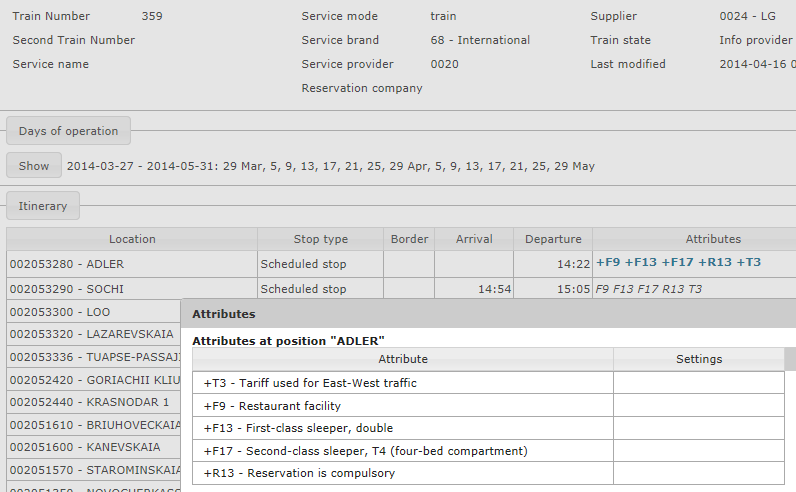 Train Number 359 Service mode train Supplier 0024 - LG
Second Train Number Service brand 68 - International Train state Info provider
Service name Service provider 0020 Last modified 2014-04-16 0
Reservation company
Days of operation
Show 2014-03-27 - 2014-05-31: 29 Mar, 5, 9, 13, 17, 21, 25, 29 Apr, 5, 9, 13, 17, 21, 25, 29 May
Itinerary
Location Stop type Border Arrival Departure Attributes
002053280 - ADLER Scheduled stop 14:22 +F9 +F13 +F17 +R13 +T3
002053290 - SOCHI Scheduled stop 14:54 15:05 F9 F13 F17 R13 T3
002053300 - LOO
002053320 - LAZAREVSKAIA
002053336 - TUAPSE-PASSAJI
002052420 - GORIACHII KLIU
002052440 - KRASNODAR 1
002051610 - BRIUHOVECKAIA
002051600 - KANEVSKAIA
002051570 - STAROMINSKAIA
002051350 - NOVOCHERKASS
Attributes
Attributes at position "ADLER"
Attribute Settings
+T3 - Tariff used for East-West traffic
+F9 - Restaurant facility
+F13 - First-class sleeper, double
+F17 - Second-class sleeper, T4 (four-bed compartment)
+R13 - Reservation is compulsory